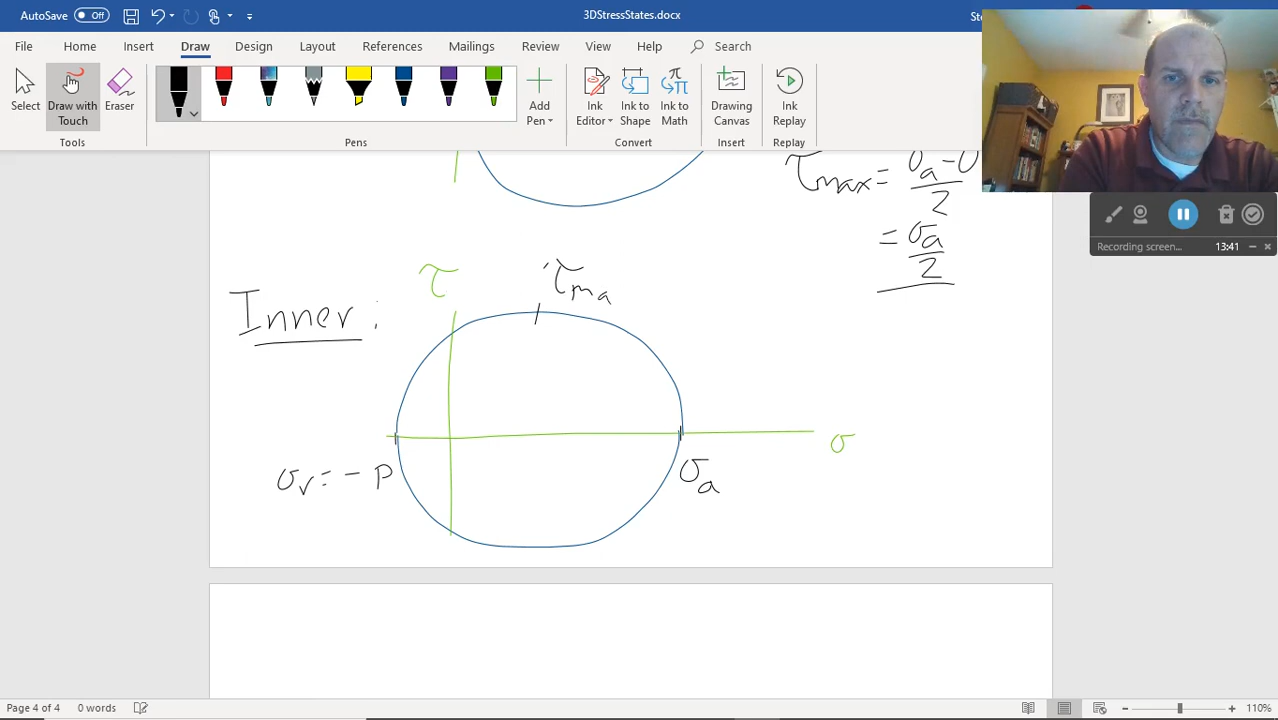 AutoSave Off 3DStressStates.docx Ste
File Home Insert Draw Design Layout References Mailings Review View Help Search
Select Draw with Touch Eraser Add Pen Ink Editor Ink to Shape Ink to Math Drawing Canvas Ink Replay
Tools Pens Convert Insert Replay
τmax = σa - 0
2
= σa
2
Recording screen... 13:41
τ τma
Inner:
σ
σr = - p σa
Page 4 of 4 0 words 110%